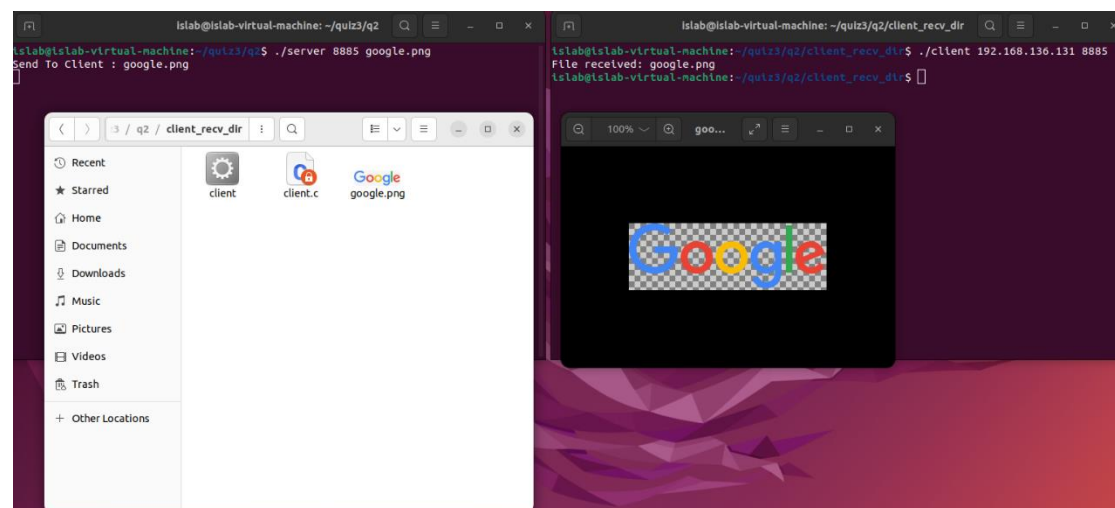 islab@islab-virtual-machine: ~/quiz3/q2
islab@islab-virtual-machine:~/quiz3/q2$ ./server 8885 google.png
Send To Client : google.png
islab@islab-virtual-machine: ~/quiz3/q2/client_recv_dir
islab@islab-virtual-machine:~/quiz3/q2/client_recv_dir$ ./client 192.168.136.131 8885
File received: google.png
islab@islab-virtual-machine:~/quiz3/q2/client_recv_dir$
3 / q2 / client_recv_dir
Recent
Starred
Home
Documents
Downloads
Music
Pictures
Videos
Trash
+ Other Locations
client
client.c
Google
google.png
100%
goo...
Google